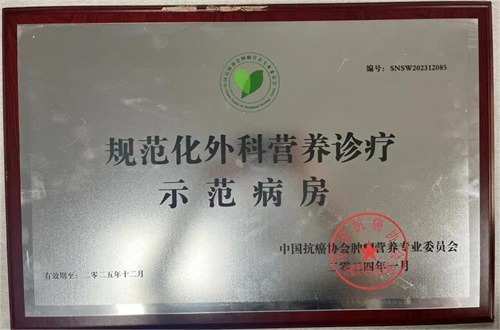 编号：SNSW202312085
规范化外科营养诊疗
示范病房
中国抗癌协会肿瘤营养专业委员会
二零二四年一月
有效期至：二零二五年十二月